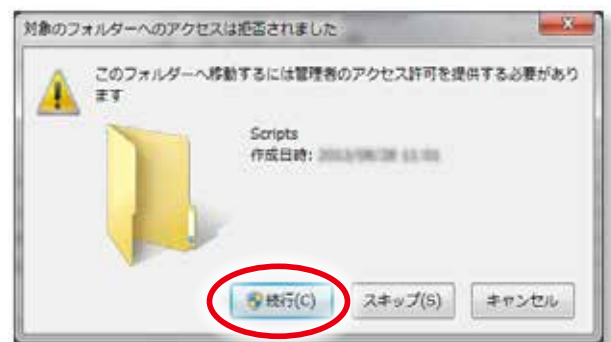 対象のフォルダーへのアクセスは拒否されました
このフォルダーへ移動するには管理者のアクセス許可を提供する必要があり
ます
Scripts
作成日時:
続行(C)
スキップ(S)
キャンセル